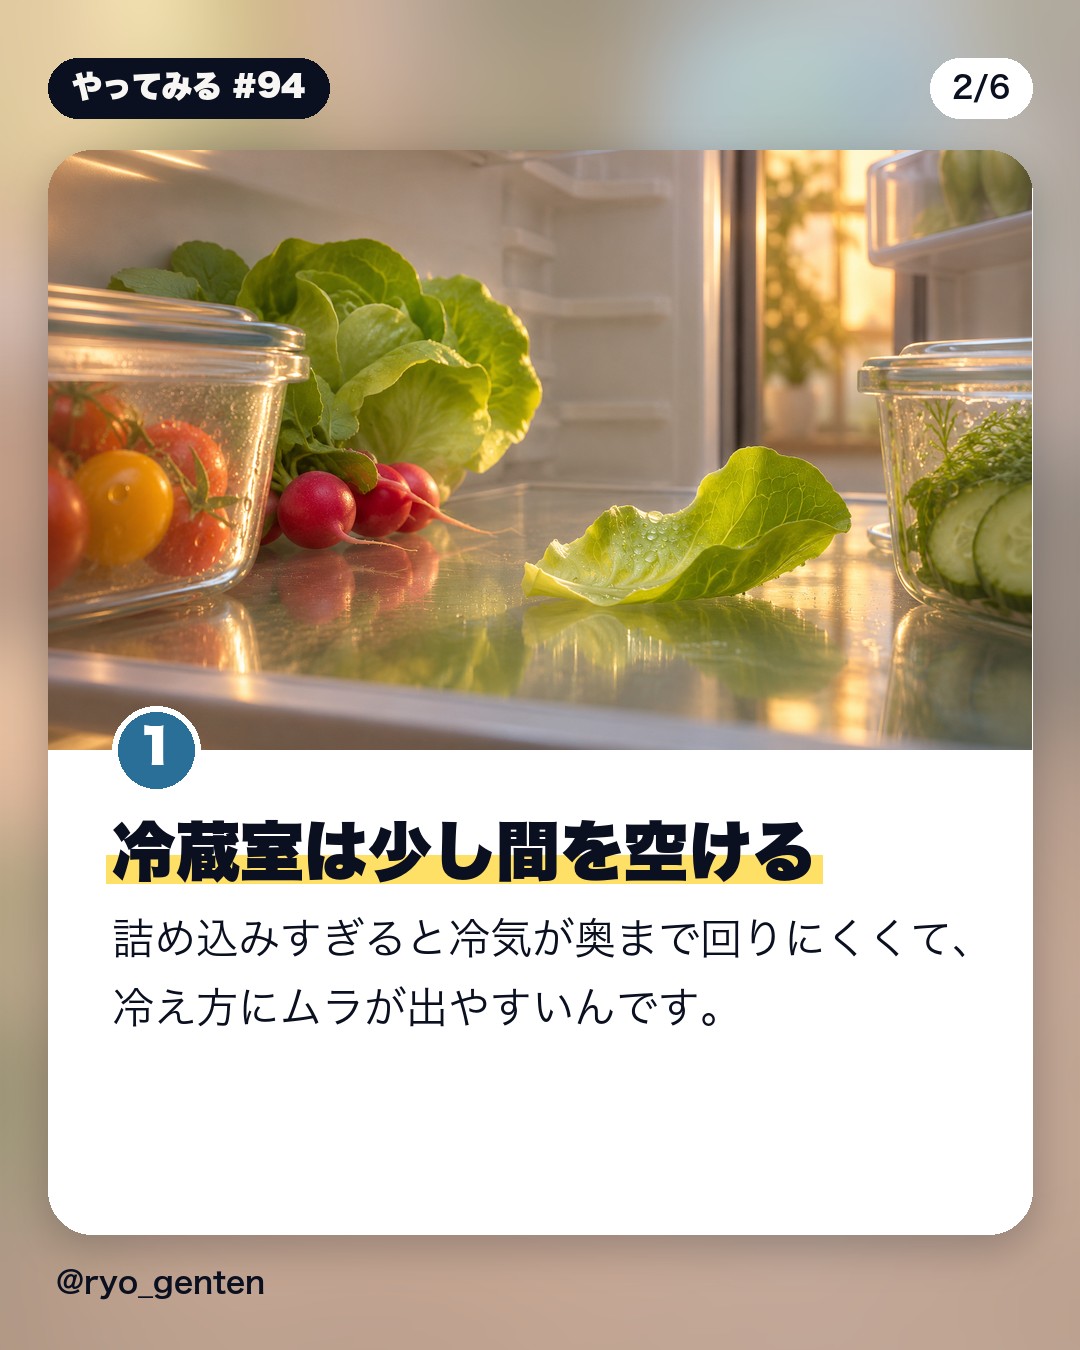 やってみる #94
2/6
1
冷蔵室は少し間を空ける
詰め込みすぎると冷気が奥まで回りにくくて、
冷え方にムラが出やすいんです。
@ryo_genten